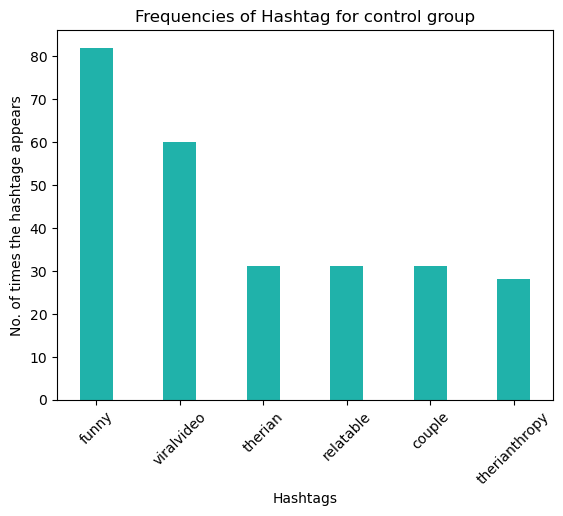 Frequencies of Hashtag for control group
No. of times the hashtage appears
80
70
60
50
40
30
20
10
0
funny
viralvideo
therian
relatable
couple
therianthropy
Hashtags